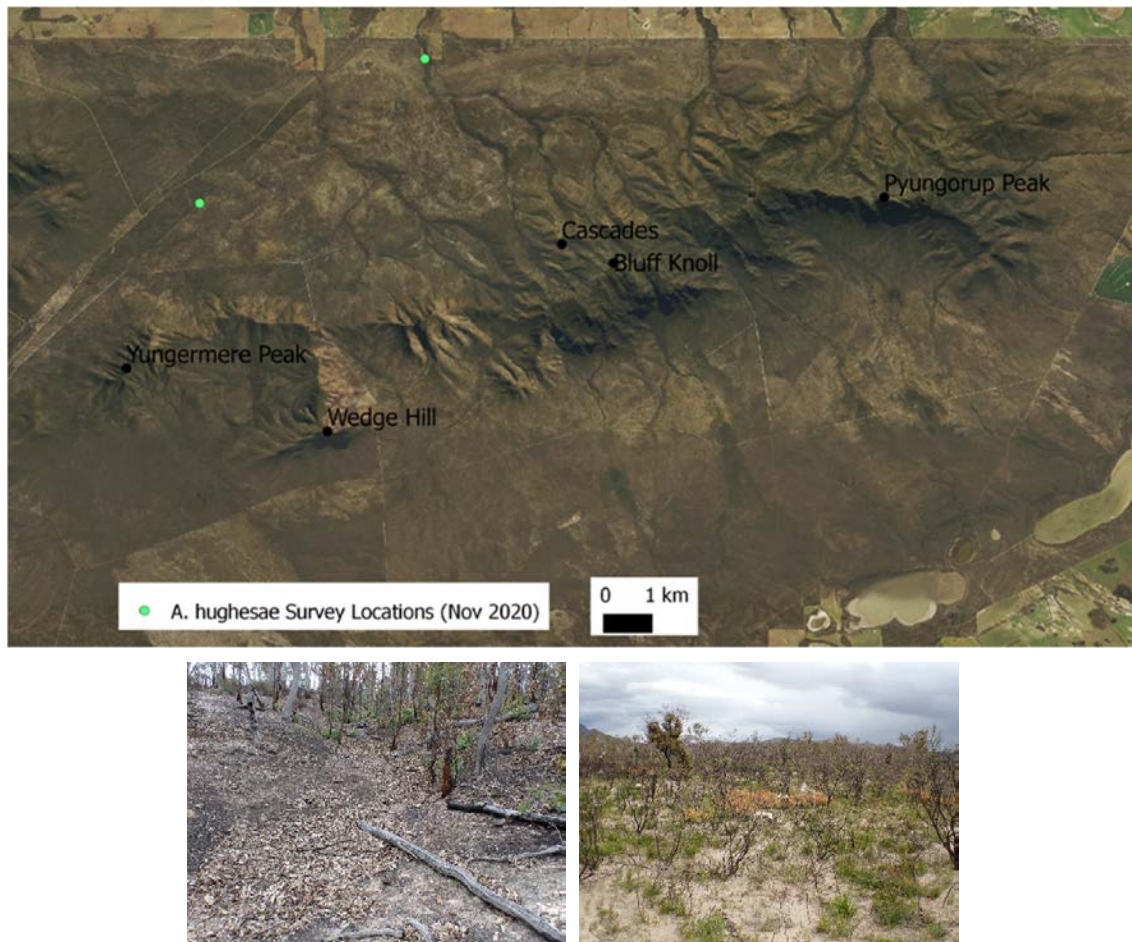 Pyungorup Peak
Cascades
Bluff Knoll
Yungermere Peak
Wedge Hill
A. hughesae Survey Locations (Nov 2020)
0 1 km